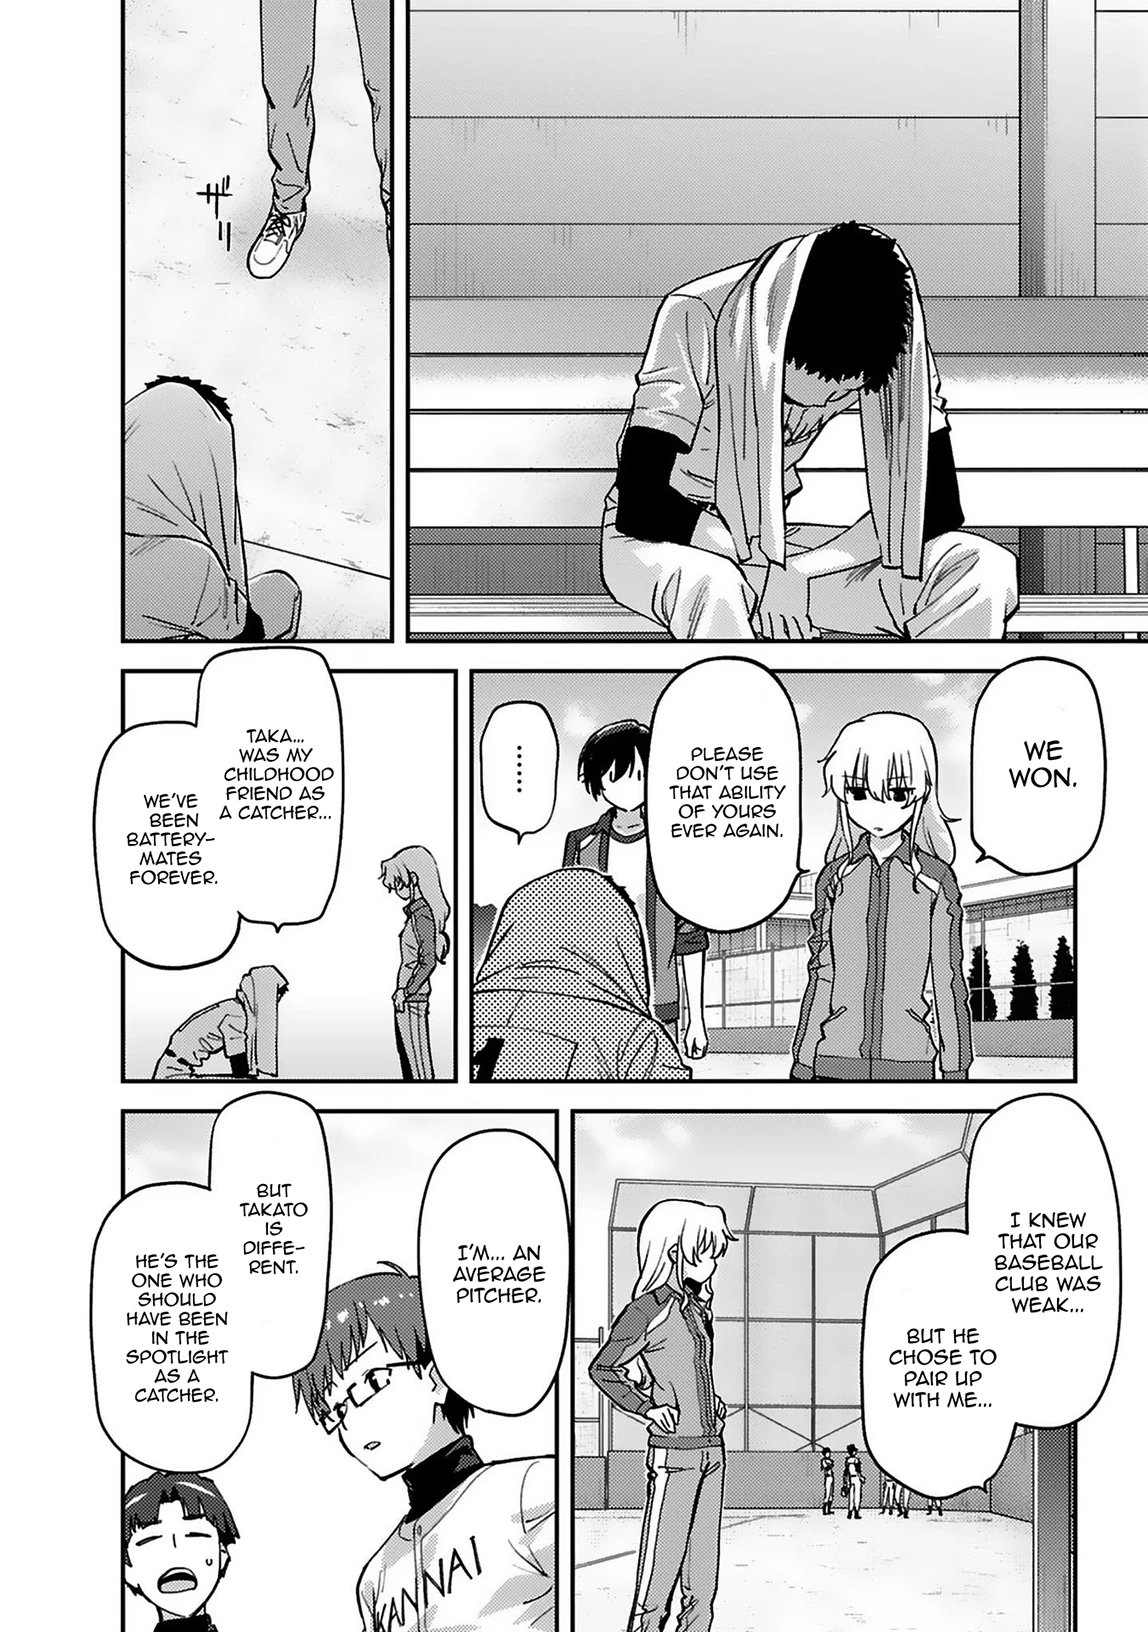 ザリ
WE
WON.
PLEASE
DON'T USE
THAT ABILITY
OF YOURS
EVER AGAIN.
......
TAKA...
WAS MY
CHILDHOOD
FRIEND AS
A CATCHER...
WE'VE
BEEN
BATTERY-
MATES
FOREVER.
I KNEW
THAT OUR
BASEBALL
CLUB WAS
WEAK...
BUT HE
CHOSE TO
PAIR UP
WITH ME...
I'M... AN
AVERAGE
PITCHER.
BUT
TAKATO
IS
DIFFE-
RENT.
HE'S THE
ONE WHO
SHOULD
HAVE BEEN
IN THE
SPOTLIGHT
AS A
CATCHER.
KANNAI